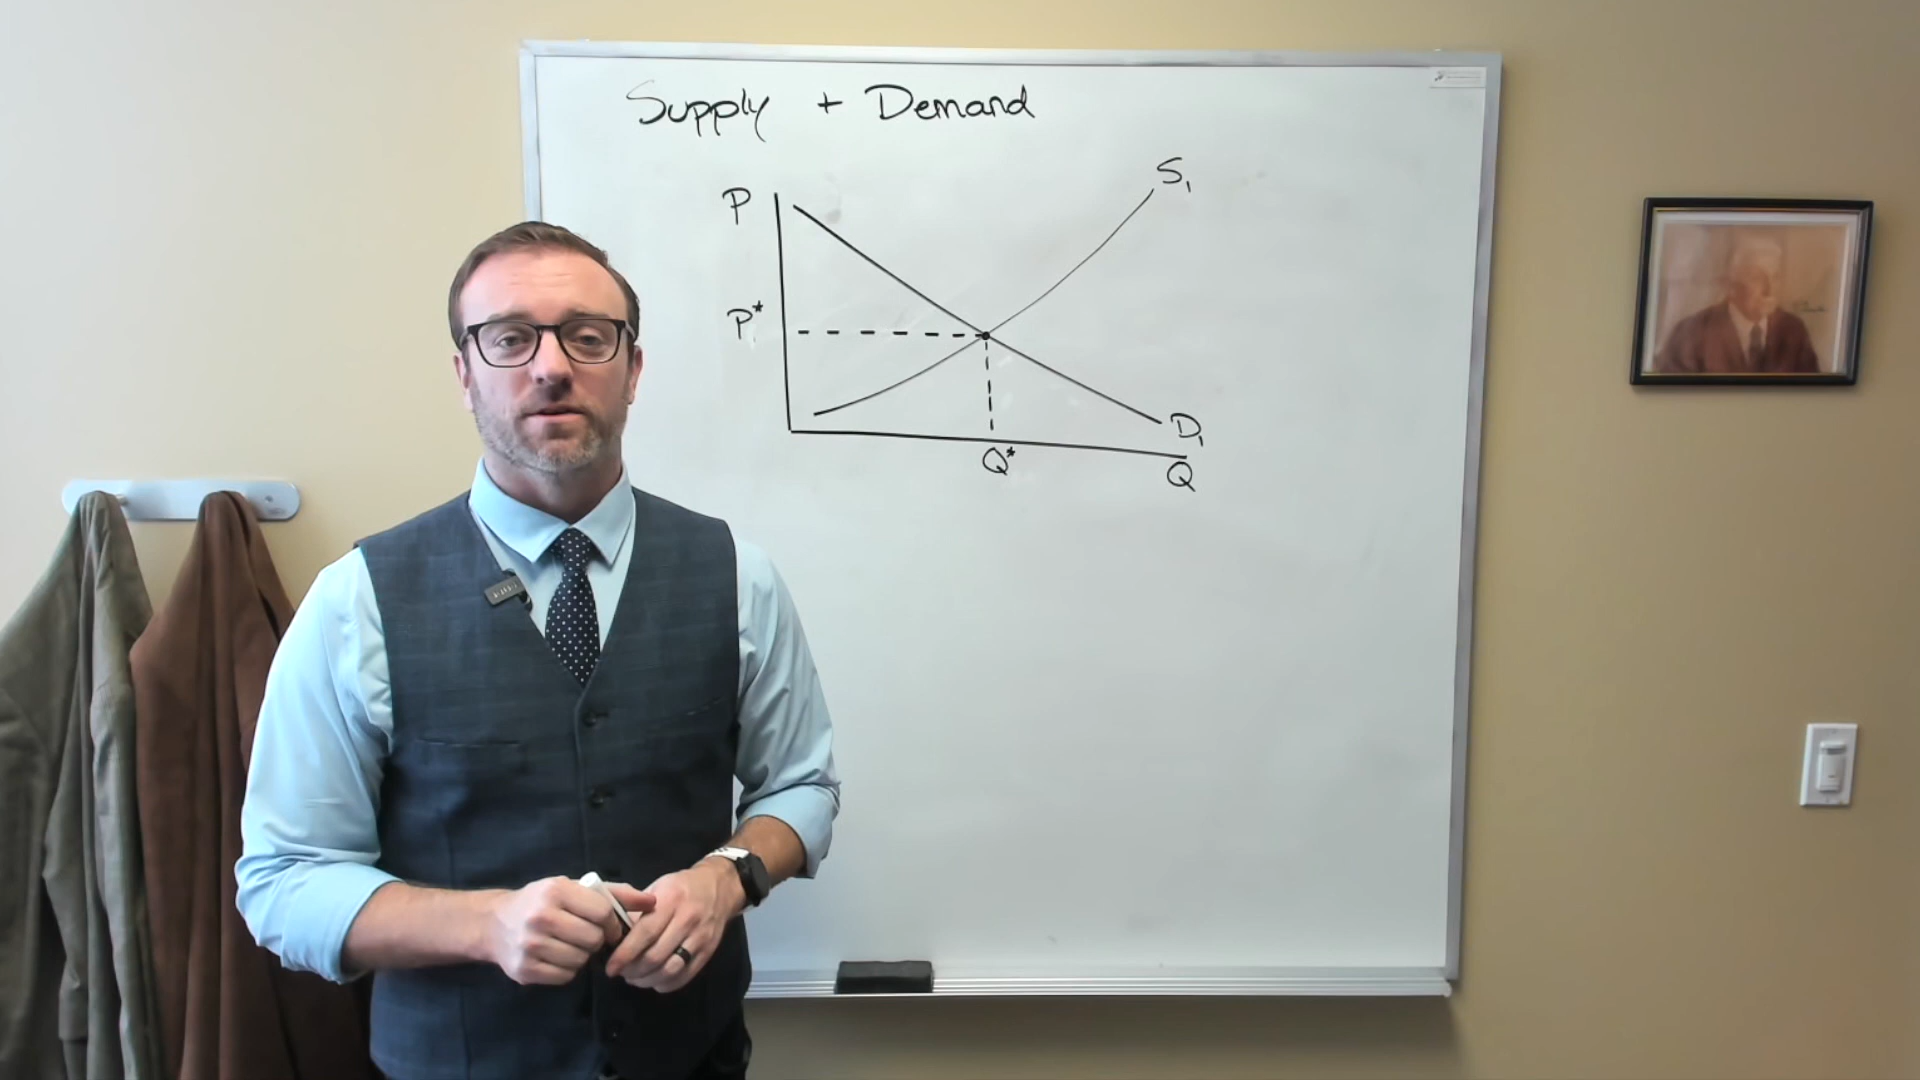 Supply + Demand
P
S₁
P*
D₁
Q*
Q